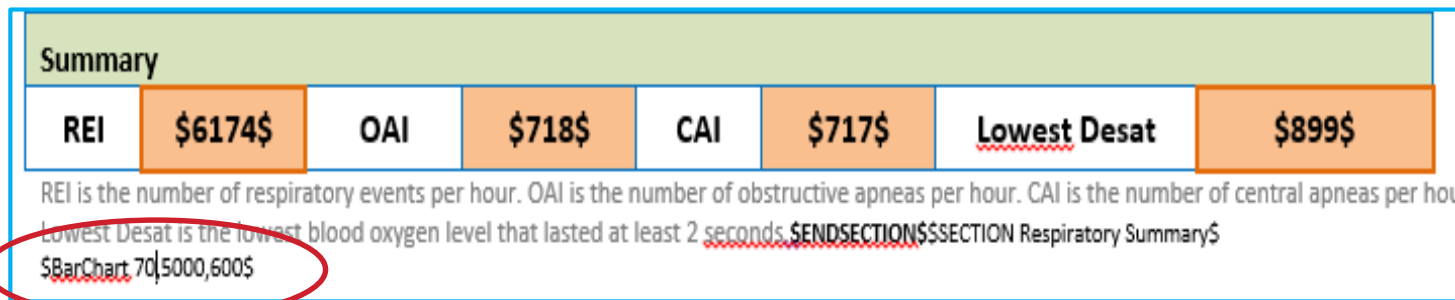 Summary
REI $6174$ OAI $718$ CAI $717$ Lowest Desat $899$
REI is the number of respiratory events per hour. OAI is the number of obstructive apneas per hour. CAI is the number of central apneas per hou
Lowest Desat is the lowest blood oxygen level that lasted at least 2 seconds.$ENDSECTION$$SECTION Respiratory Summary$
$BarChart 70,5000,600$